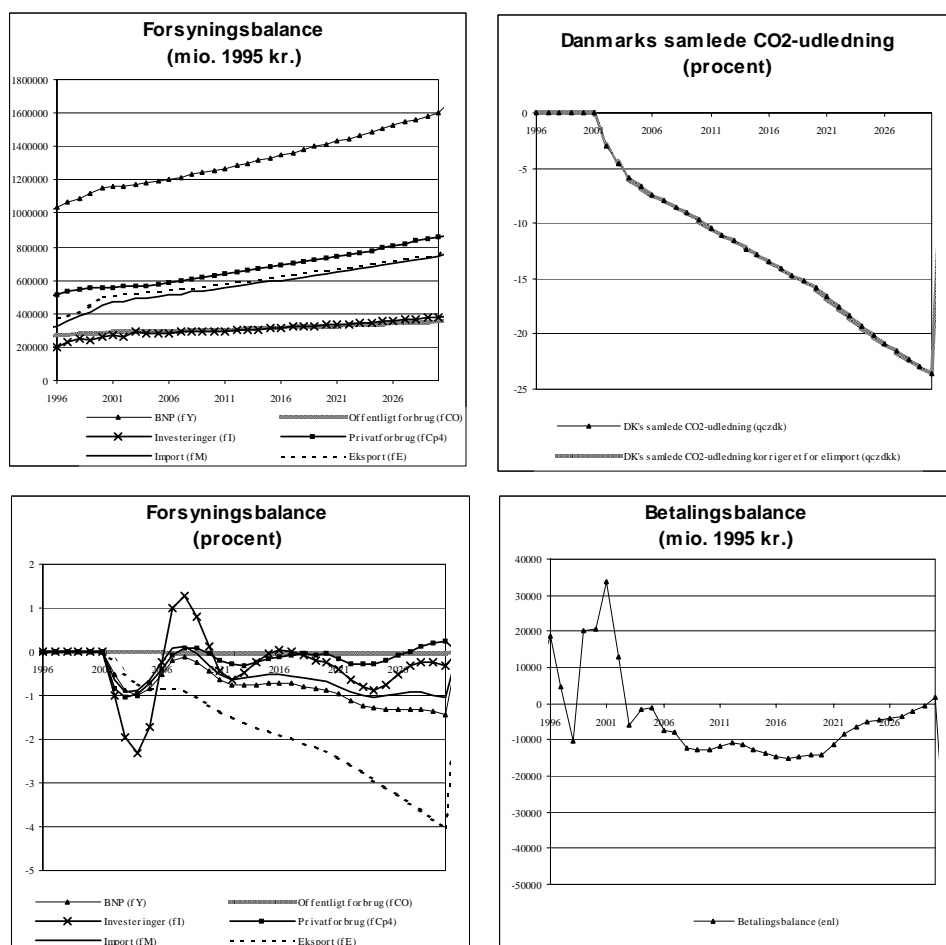 Forsyningsbalance
(mio. 1995 kr.)
1800000
1600000
1400000
1200000
1000000
800000
600000
400000
200000
0
1996 2001 2006 2011 2016 2021 2026
BNP (fY)
Offentligt forbrug (fCO)
Investeringer (fI)
Privatforbrug (fCp4)
Import (fM)
Eksport (fE)
Danmarks samlede CO2-udledning
(procent)
0
1996 2001 2006 2011 2016 2021 2026
-5
-10
-15
-20
-25
DK's samlede CO2-udledning (qczdk)
DK's samlede CO2-udledning korrigeret for elimport (qczdkk)
Forsyningsbalance
(procent)
2
1
0
1996 2006 2016
-1
-2
-3
-4
-5
BNP (fY)
Offentligt forbrug (fCO)
Investeringer (fI)
Privatforbrug (fCp4)
Import (fM)
Eksport (fE)
Betalingsbalance
(mio. 1995 kr.)
40000
30000
20000
10000
0
1996 2001 2006 2011 2016 2021 2026
-10000
-20000
-30000
-40000
-50000
Betalingsbalance (enl)